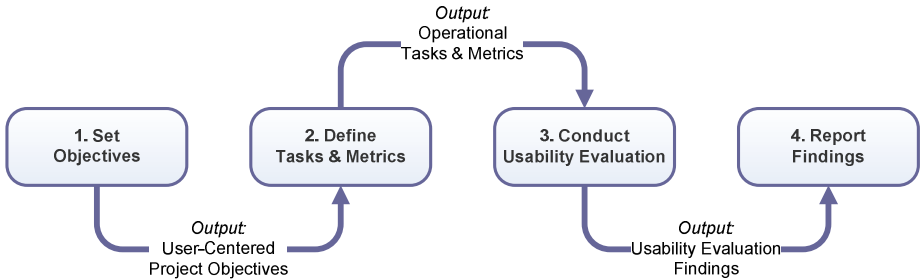 1. Set
Objectives
Output:
User-Centered
Project Objectives
2. Define
Tasks & Metrics
Output:
Operational
Tasks & Metrics
3. Conduct
Usability Evaluation
Output:
Usability Evaluation
Findings
4. Report
Findings